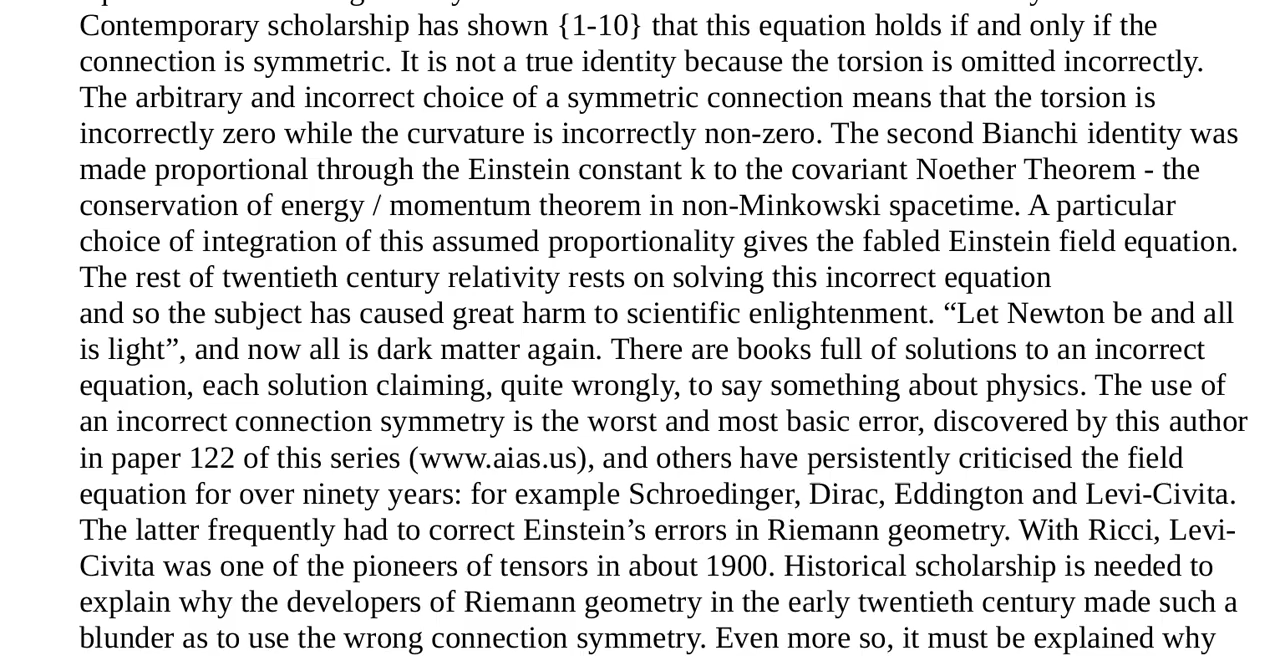 Contemporary scholarship has shown {1-10} that this equation holds if and only if the
connection is symmetric. It is not a true identity because the torsion is omitted incorrectly.
The arbitrary and incorrect choice of a symmetric connection means that the torsion is
incorrectly zero while the curvature is incorrectly non-zero. The second Bianchi identity was
made proportional through the Einstein constant k to the covariant Noether Theorem - the
conservation of energy / momentum theorem in non-Minkowski spacetime. A particular
choice of integration of this assumed proportionality gives the fabled Einstein field equation.
The rest of twentieth century relativity rests on solving this incorrect equation
and so the subject has caused great harm to scientific enlightenment. “Let Newton be and all
is light”, and now all is dark matter again. There are books full of solutions to an incorrect
equation, each solution claiming, quite wrongly, to say something about physics. The use of
an incorrect connection symmetry is the worst and most basic error, discovered by this author
in paper 122 of this series (www.aias.us), and others have persistently criticised the field
equation for over ninety years: for example Schroedinger, Dirac, Eddington and Levi-Civita.
The latter frequently had to correct Einstein’s errors in Riemann geometry. With Ricci, Levi-
Civita was one of the pioneers of tensors in about 1900. Historical scholarship is needed to
explain why the developers of Riemann geometry in the early twentieth century made such a
blunder as to use the wrong connection symmetry. Even more so, it must be explained why